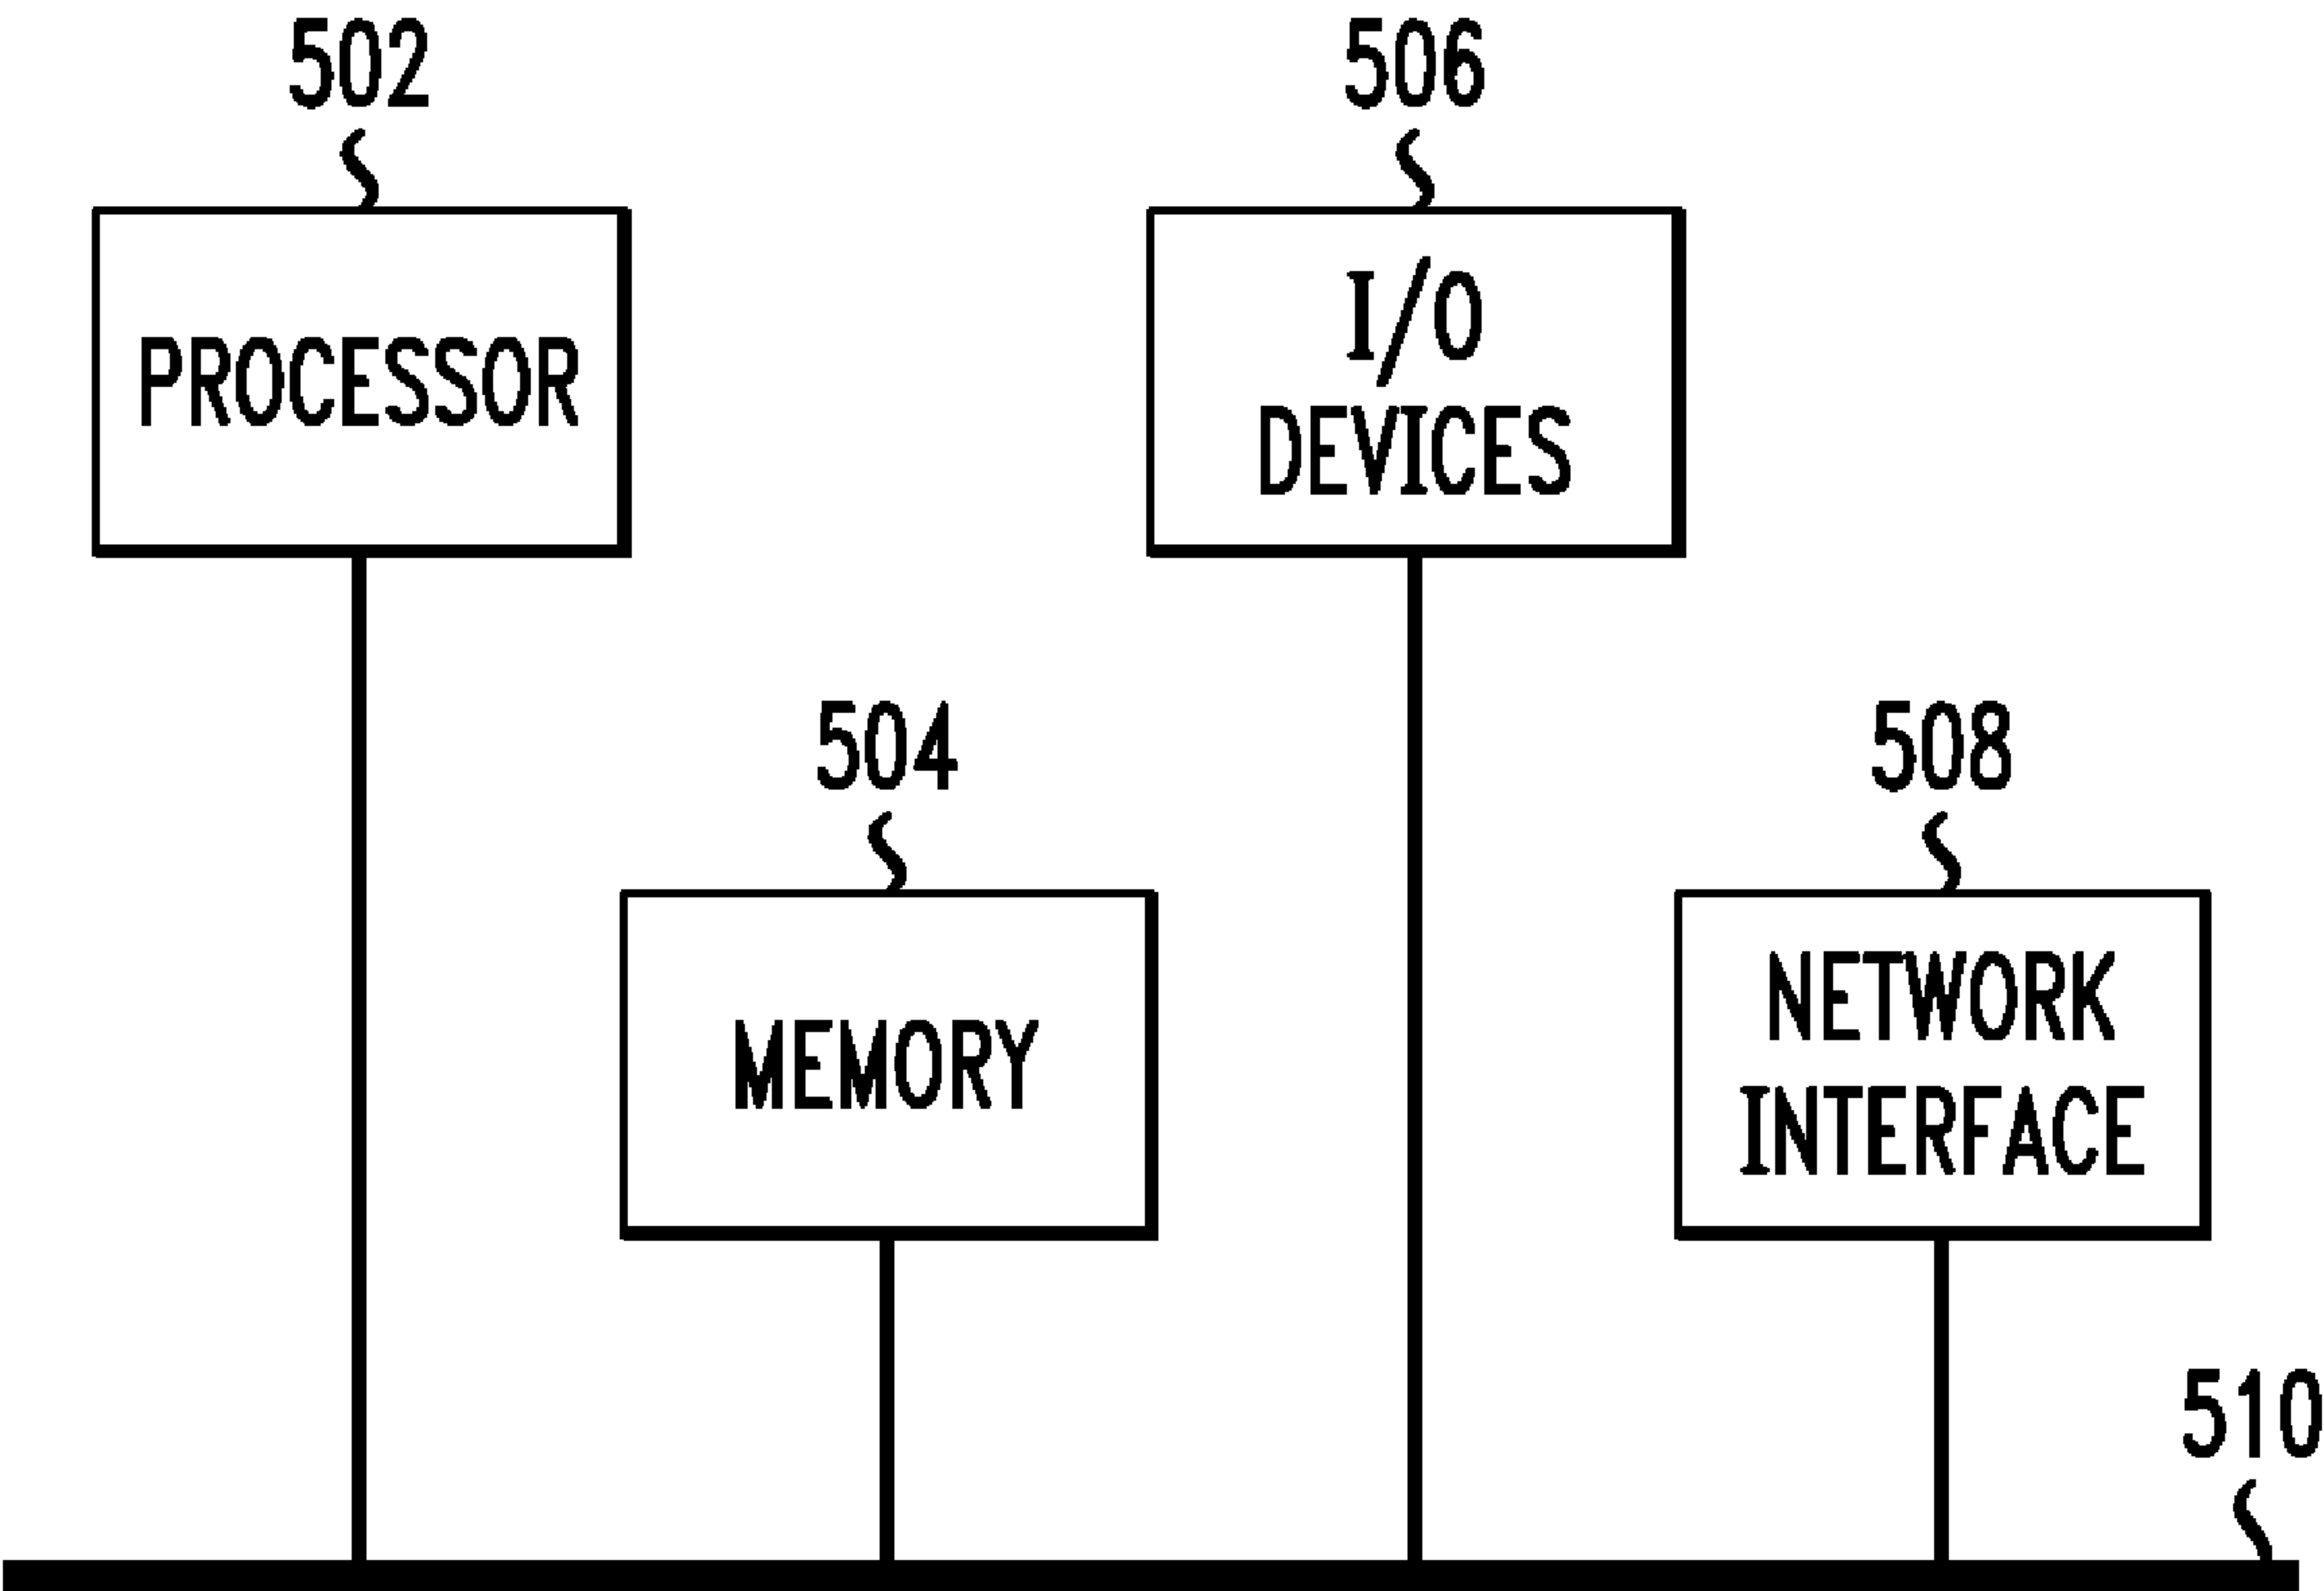 502
506
PROCESSOR
I/O
DEVICES
504
508
MEMORY
NETWORK
INTERFACE
510